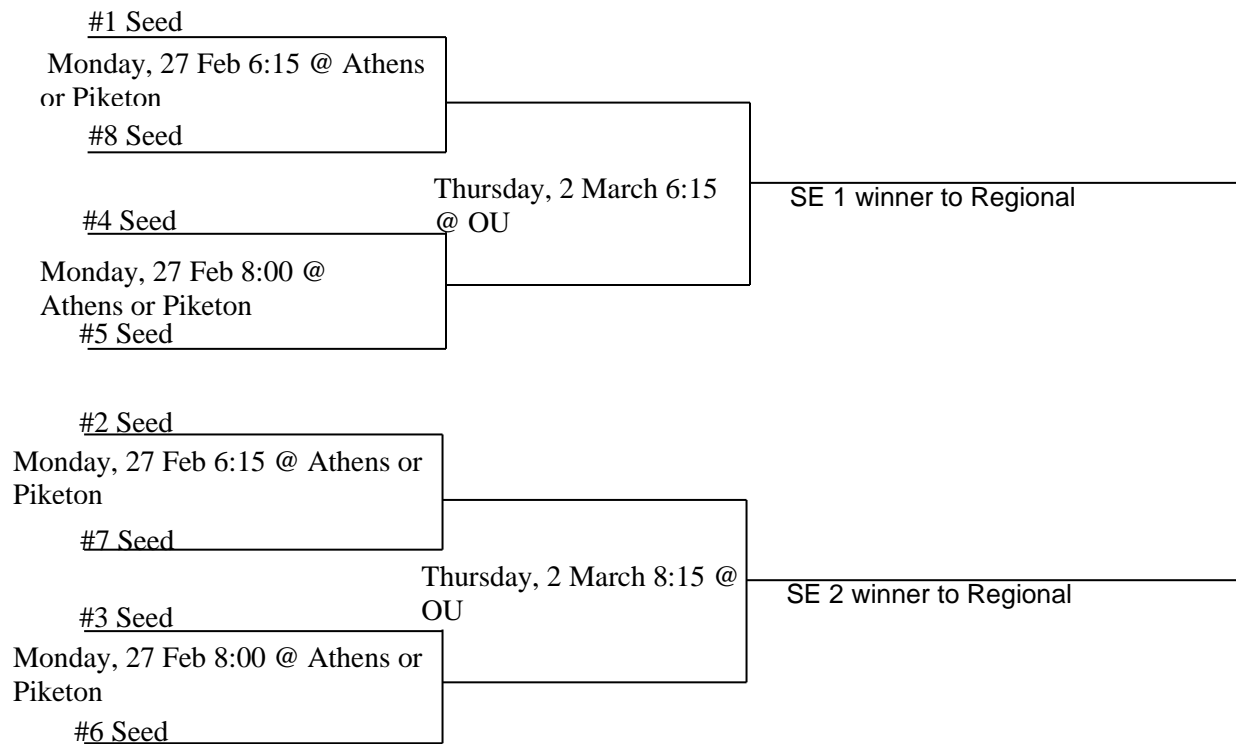 #1 Seed
Monday, 27 Feb 6:15 @ Athens
or Piketon
#8 Seed
Thursday, 2 March 6:15
@ OU
SE 1 winner to Regional
#4 Seed
Monday, 27 Feb 8:00 @
Athens or Piketon
#5 Seed
#2 Seed
Monday, 27 Feb 6:15 @ Athens or
Piketon
#7 Seed
Thursday, 2 March 8:15 @
OU
SE 2 winner to Regional
#3 Seed
Monday, 27 Feb 8:00 @ Athens or
Piketon
#6 Seed